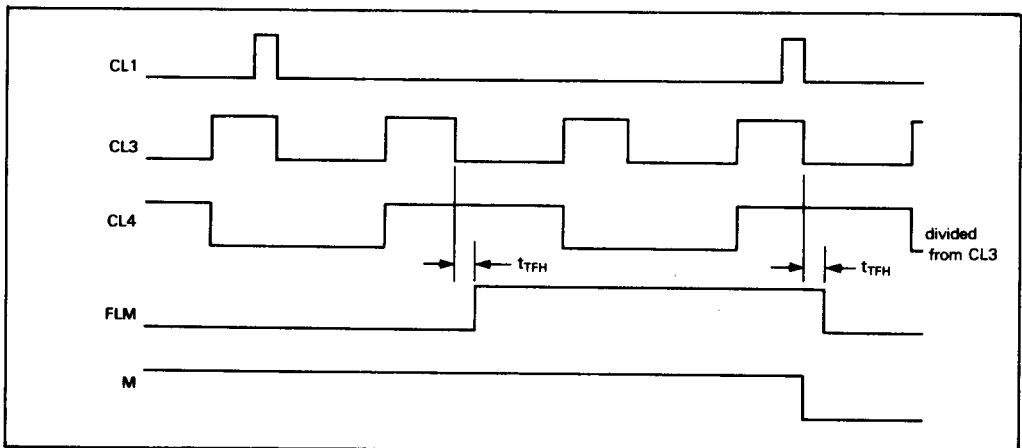 CL1
CL3
CL4
divided
from CL3
tTFH
tTFH
FLM
M